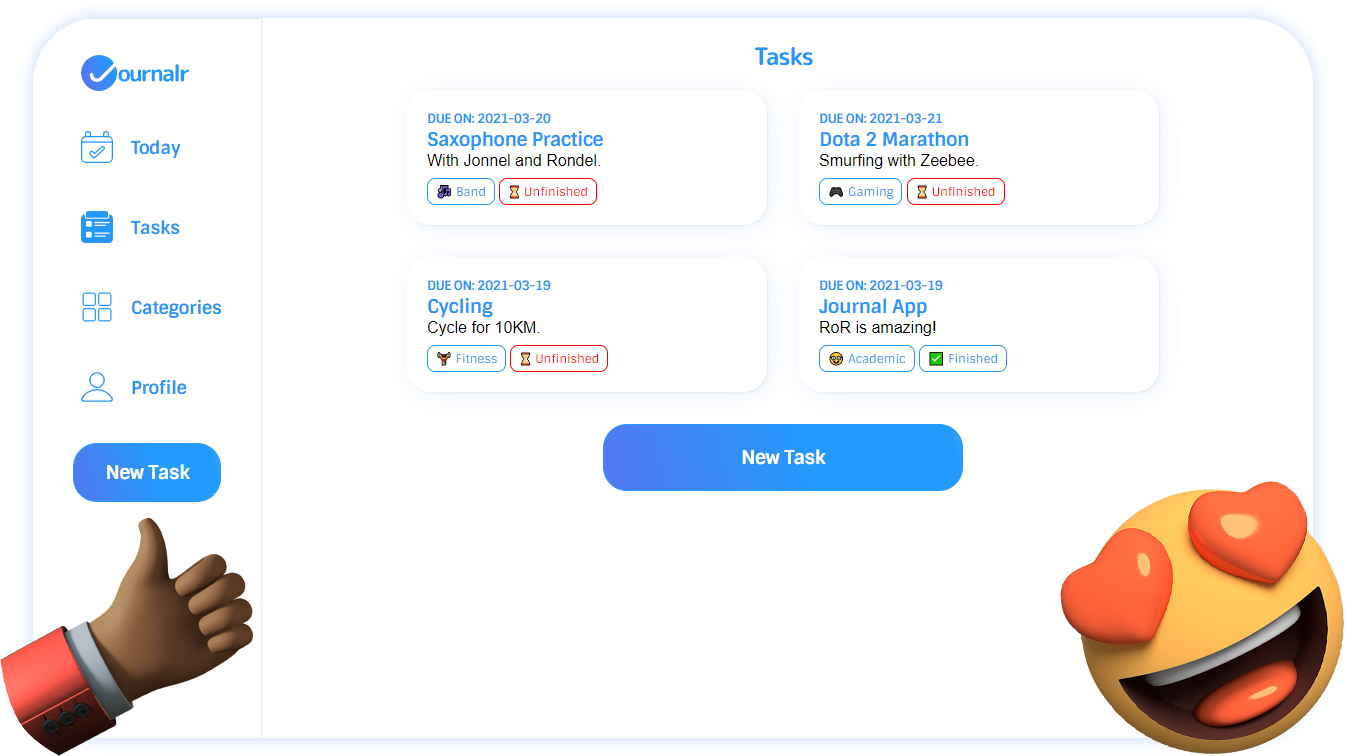 ournalr
Today
Tasks
Categories
Profile
New Task
Tasks
DUE ON: 2021-03-20
Saxophone Practice
With Jonnel and Rondel.
Band
Unfinished
DUE ON: 2021-03-21
Dota 2 Marathon
Smurfing with Zeebee.
Gaming
Unfinished
DUE ON: 2021-03-19
Cycling
Cycle for 10KM.
Fitness
Unfinished
DUE ON: 2021-03-19
Journal App
RoR is amazing!
Academic
Finished
New Task